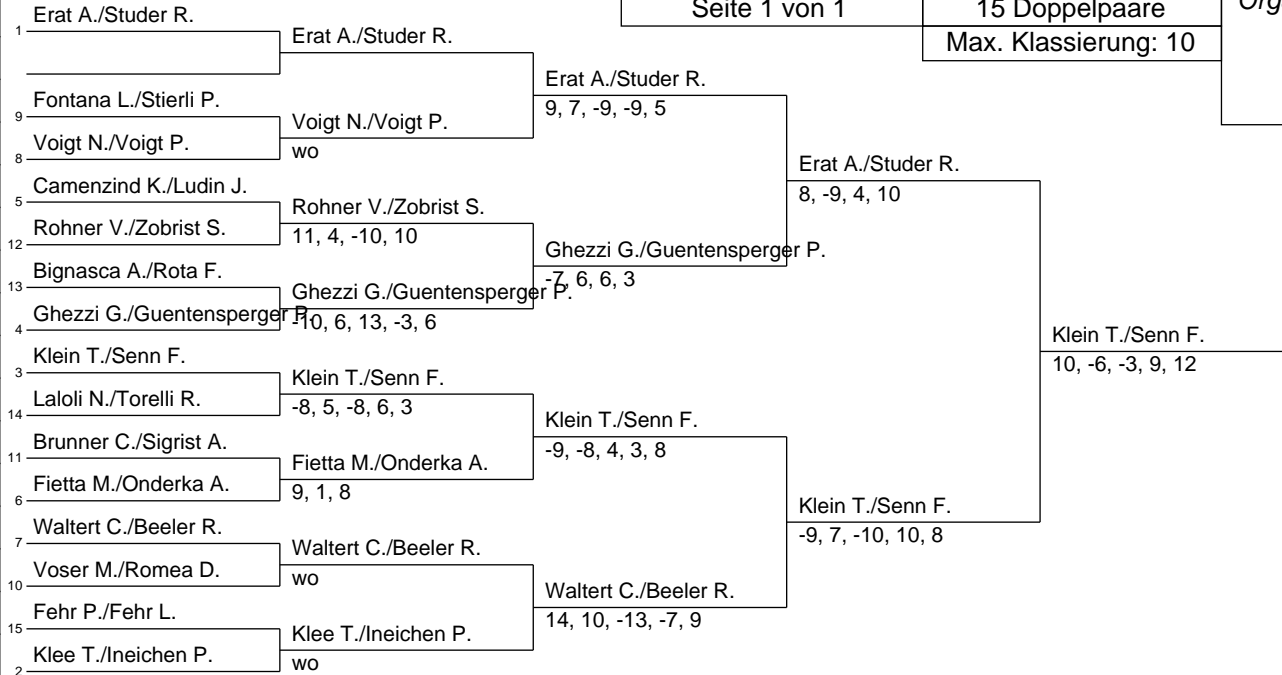 Seite 1 von 1
15 Doppelpaare
Max. Klassierung: 10
Org
1 Erat A./Studer R.
9 Fontana L./Stierli P.
8 Voigt N./Voigt P.
5 Camenzind K./Ludin J.
12 Rohner V./Zobrist S.
13 Bignasca A./Rota F.
4 Ghezzi G./Guentensperger P.
3 Klein T./Senn F.
14 Laloli N./Torelli R.
11 Brunner C./Sigrist A.
6 Fietta M./Onderka A.
7 Waltert C./Beeler R.
10 Voser M./Romea D.
15 Fehr P./Fehr L.
2 Klee T./Ineichen P.
Erat A./Studer R.
Voigt N./Voigt P.
wo
Rohner V./Zobrist S.
11, 4, -10, 10
Ghezzi G./Guentensperger P.
-10, 6, 13, -3, 6
Klein T./Senn F.
-8, 5, -8, 6, 3
Fietta M./Onderka A.
9, 1, 8
Waltert C./Beeler R.
wo
Klee T./Ineichen P.
wo
Erat A./Studer R.
9, 7, -9, -9, 5
Ghezzi G./Guentensperger P.
-7, 6, 6, 3
Klein T./Senn F.
-9, -8, 4, 3, 8
Waltert C./Beeler R.
14, 10, -13, -7, 9
Erat A./Studer R.
8, -9, 4, 10
Klein T./Senn F.
-9, 7, -10, 10, 8
Klein T./Senn F.
10, -6, -3, 9, 12